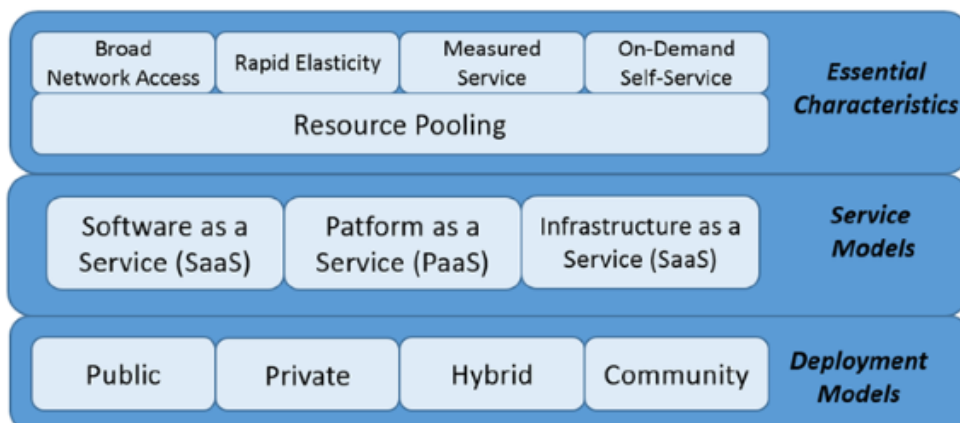 Broad
Network Access
Rapid Elasticity
Measured
Service
On-Demand
Self-Service
Essential
Characteristics
Resource Pooling
Software as a
Service (SaaS)
Patform as a
Service (PaaS)
Infrastructure as a
Service (SaaS)
Service
Models
Public
Private
Hybrid
Community
Deployment
Models